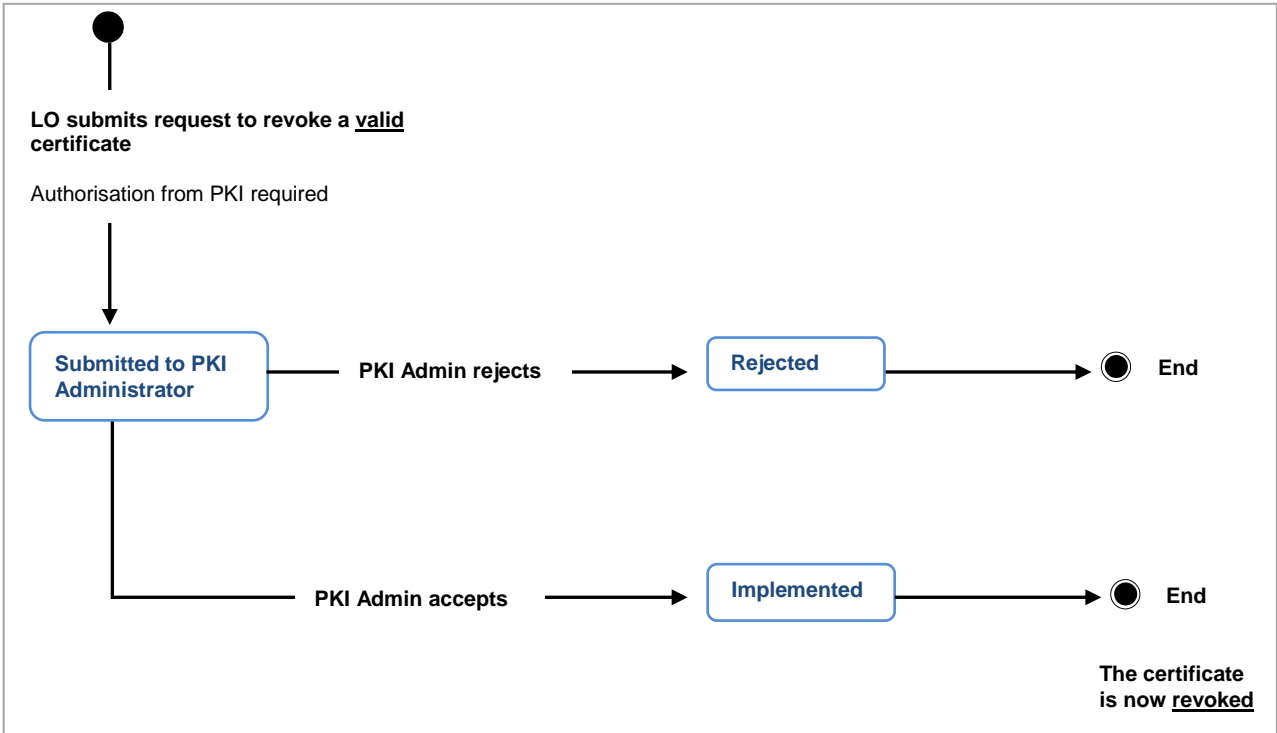 LO submits request to revoke a valid
certificate
Authorisation from PKI required
Submitted to PKI
Administrator
PKI Admin rejects
Rejected
End
PKI Admin accepts
Implemented
End
The certificate
is now revoked